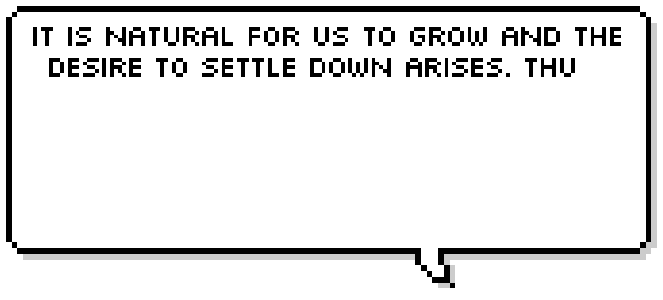 IT IS NATURAL FOR US TO GROW AND THE
DESIRE TO SETTLE DOWN ARISES. THU